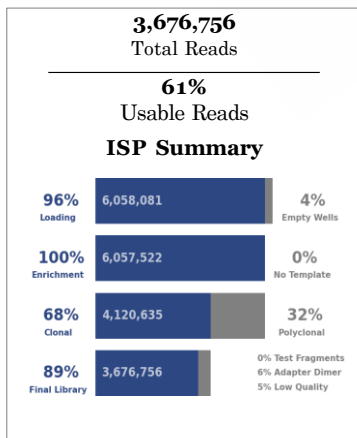 3,676,756
Total Reads
61%
Usable Reads
ISP Summary
96%
Loading
6,058,081
4%
Empty Wells
100%
Enrichment
6,057,522
0%
No Template
68%
Clonal
4,120,635
32%
Polyclonal
89%
Final Library
3,676,756
0% Test Fragments
6% Adapter Dimer
5% Low Quality